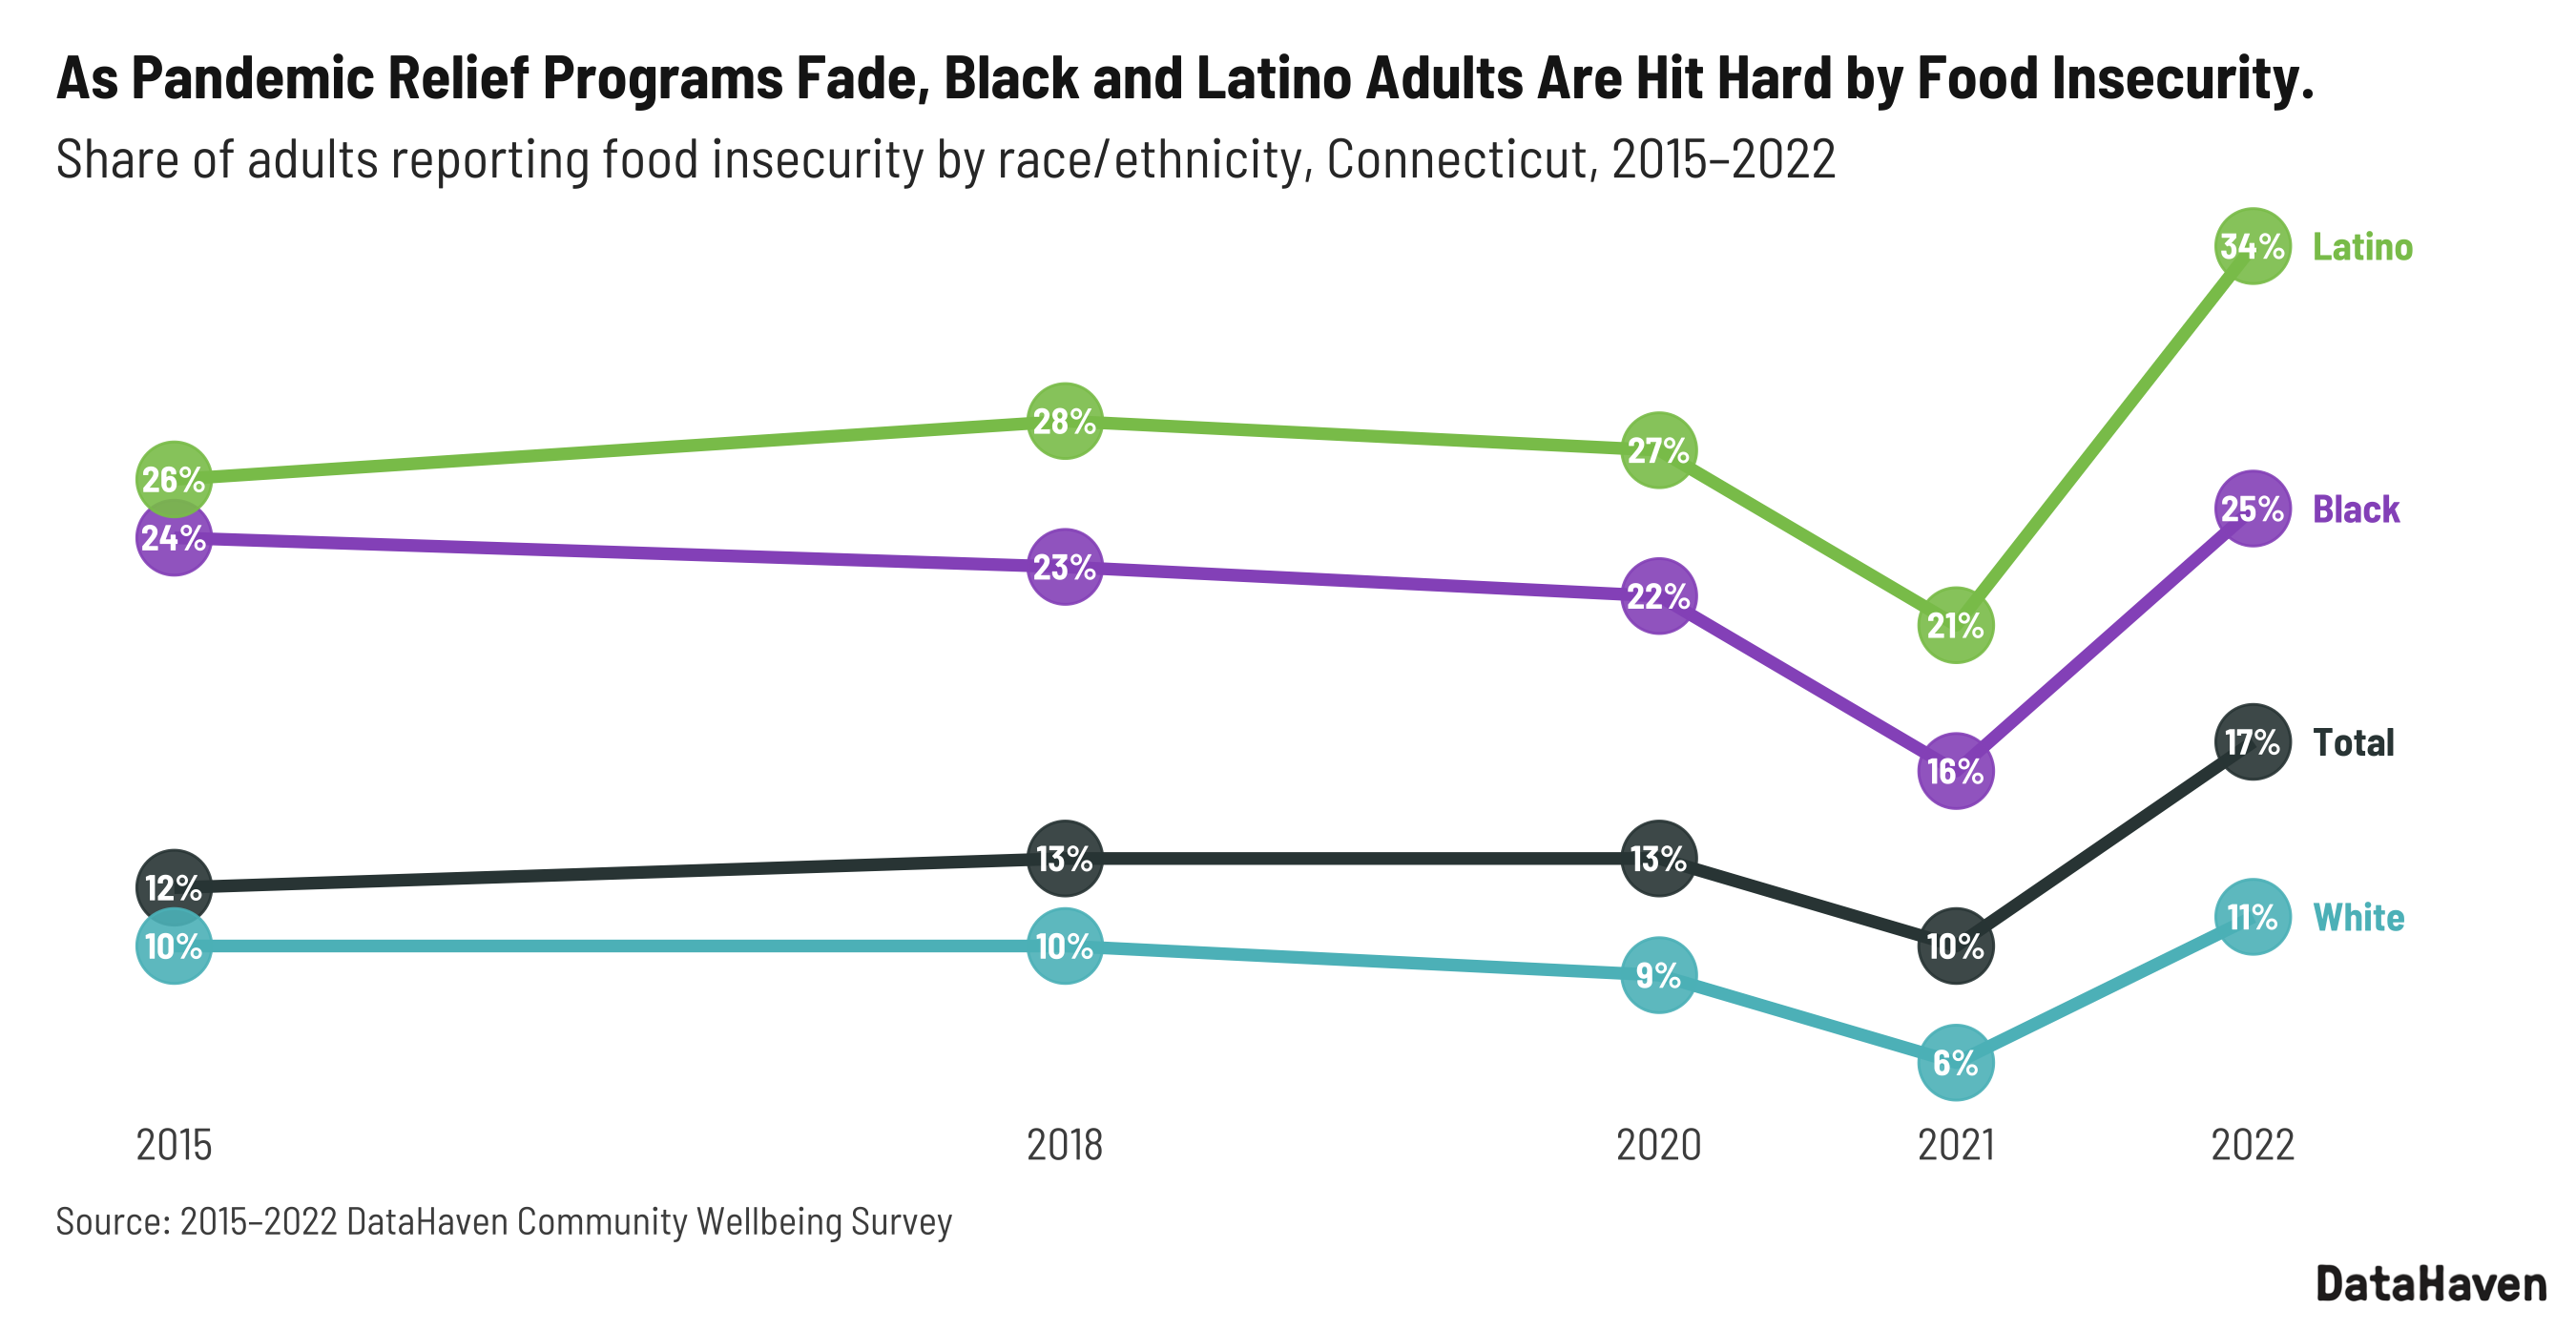 As Pandemic Relief Programs Fade, Black and Latino Adults Are Hit Hard by Food Insecurity.
Share of adults reporting food insecurity by race/ethnicity, Connecticut, 2015–2022
34% Latino
28%
27%
26%
25% Black
24%
23%
22%
21%
17% Total
16%
13%
13%
12%
11% White
10%
10%
10%
9%
6%
2015 2018 2020 2021 2022
Source: 2015–2022 DataHaven Community Wellbeing Survey
DataHaven